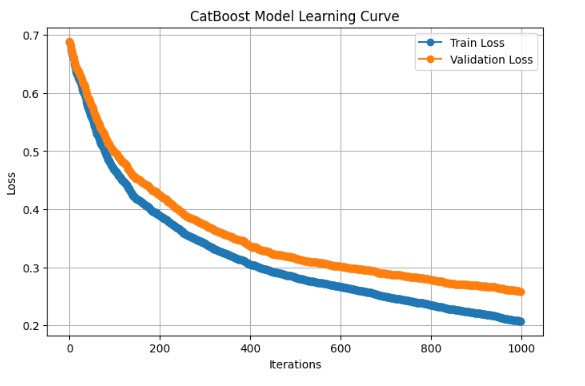 CatBoost Model Learning Curve
0.7
0.6
0.5
0.4
0.3
0.2
Loss
Train Loss
Validation Loss
0 200 400 600 800 1000
Iterations